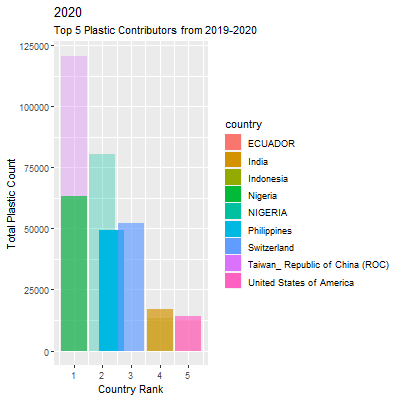 2020
Top 5 Plastic Contributors from 2019-2020
125000
100000
75000
50000
25000
0
Total Plastic Count
1 2 3 4 5
Country Rank
country
ECUADOR
India
Indonesia
Nigeria
NIGERIA
Philippines
Switzerland
Taiwan_ Republic of China (ROC)
United States of America